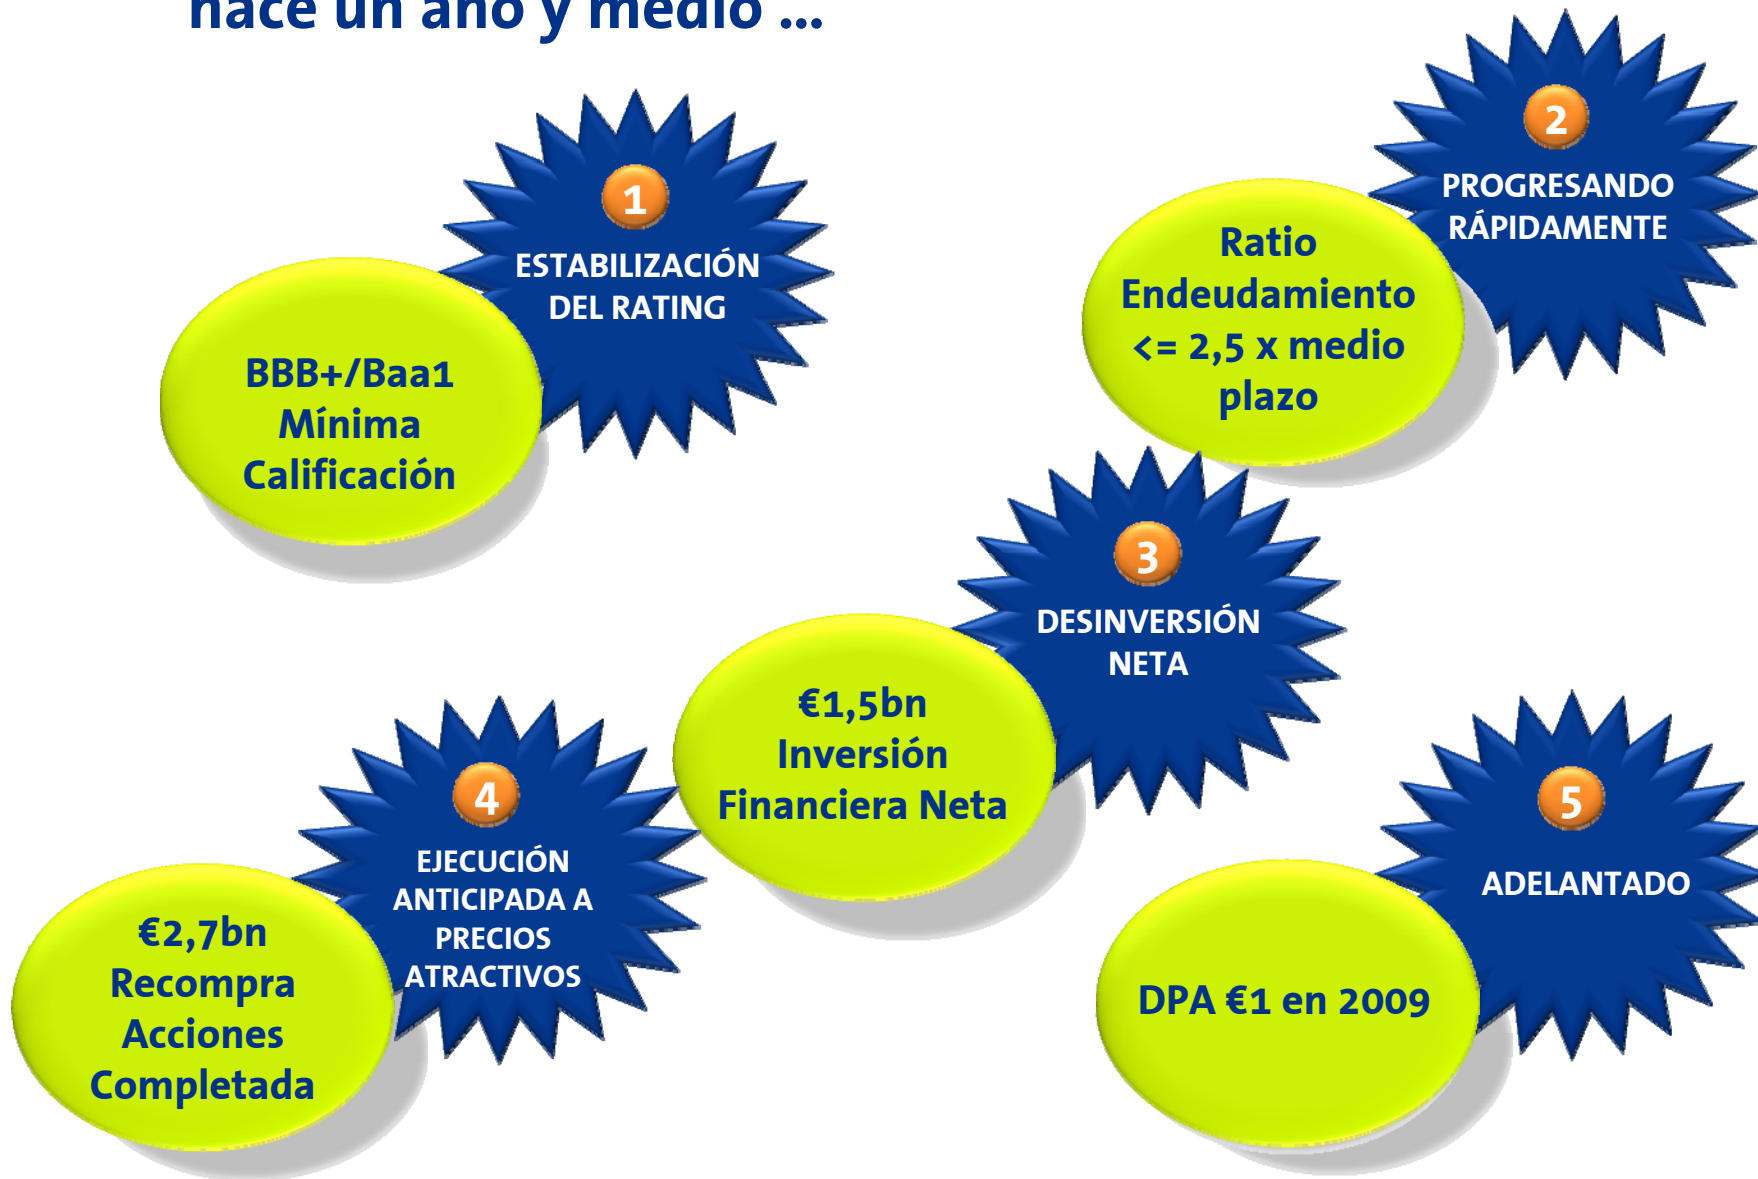 hace un año y medio ...
1
ESTABILIZACIÓN
DEL RATING
BBB+/Baa1
Mínima
Calificación
2
PROGRESANDO
RÁPIDAMENTE
Ratio
Endeudamiento
<= 2,5 x medio
plazo
3
DESINVERSIÓN
NETA
€1,5bn
Inversión
Financiera Neta
4
EJECUCIÓN
ANTICIPADA A
PRECIOS
ATRACTIVOS
€2,7bn
Recompra
Acciones
Completada
5
ADELANTADO
DPA €1 en 2009